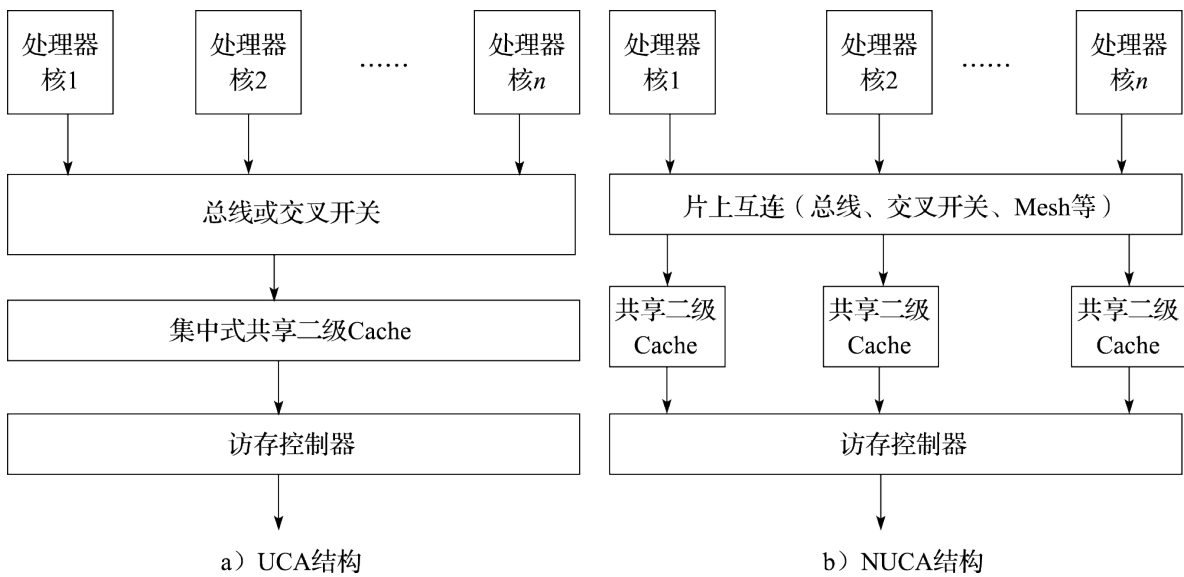 处理器
核1
处理器
核2
……
处理器
核n
总线或交叉开关
集中式共享二级Cache
访存控制器
a）UCA结构
处理器
核1
处理器
核2
……
处理器
核n
片上互连（总线、交叉开关、Mesh等）
共享二级
Cache
共享二级
Cache
共享二级
Cache
访存控制器
b）NUCA结构